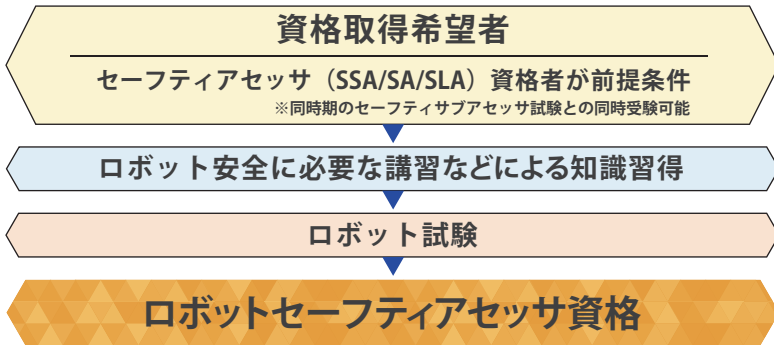 資格取得希望者
セーフティアセッサ（SSA/SA/SLA）資格者が前提条件
※同時期のセーフティサブアセッサ試験との同時受験可能
ロボット安全に必要な講習などによる知識習得
ロボット試験
ロボットセーフティアセッサ資格